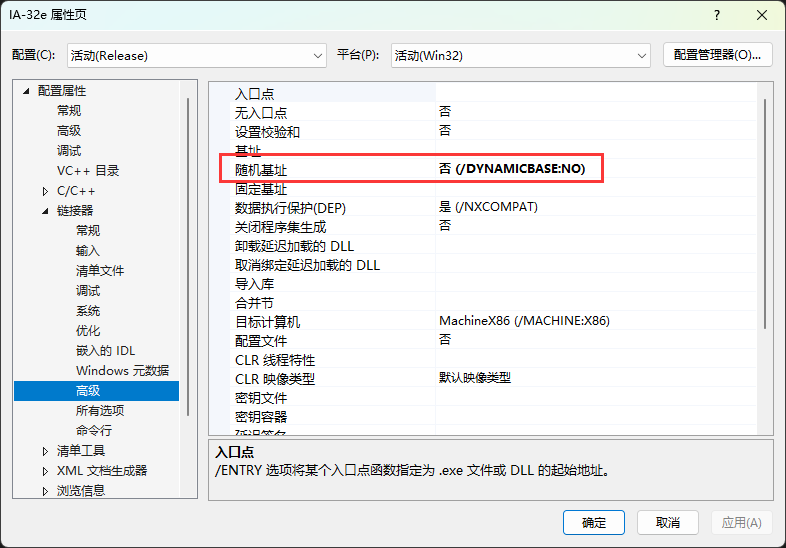 IA-32e 属性页
配置(C): 活动(Release) 平台(P): 活动(Win32) 配置管理器(O)...
配置属性
常规
高级
调试
VC++ 目录
C/C++
链接器
常规
输入
清单文件
调试
系统
优化
嵌入的 IDL
Windows 元数据
高级
所有选项
命令行
清单工具
XML 文档生成器
浏览信息
入口点
无入口点 否
设置校验和 否
基址
随机基址 否 (/DYNAMICBASE:NO)
固定基址
数据执行保护(DEP) 是 (/NXCOMPAT)
关闭程序集生成 否
卸载延迟加载的 DLL
取消绑定延迟加载的 DLL
导入库
合并节
目标计算机 MachineX86 (/MACHINE:X86)
配置文件 否
CLR 线程特性
CLR 映像类型 默认映像类型
密钥文件
密钥容器
延迟签名
入口点
/ENTRY 选项将某个入口点函数指定为 .exe 文件或 DLL 的起始地址。
确定 取消 应用(A)